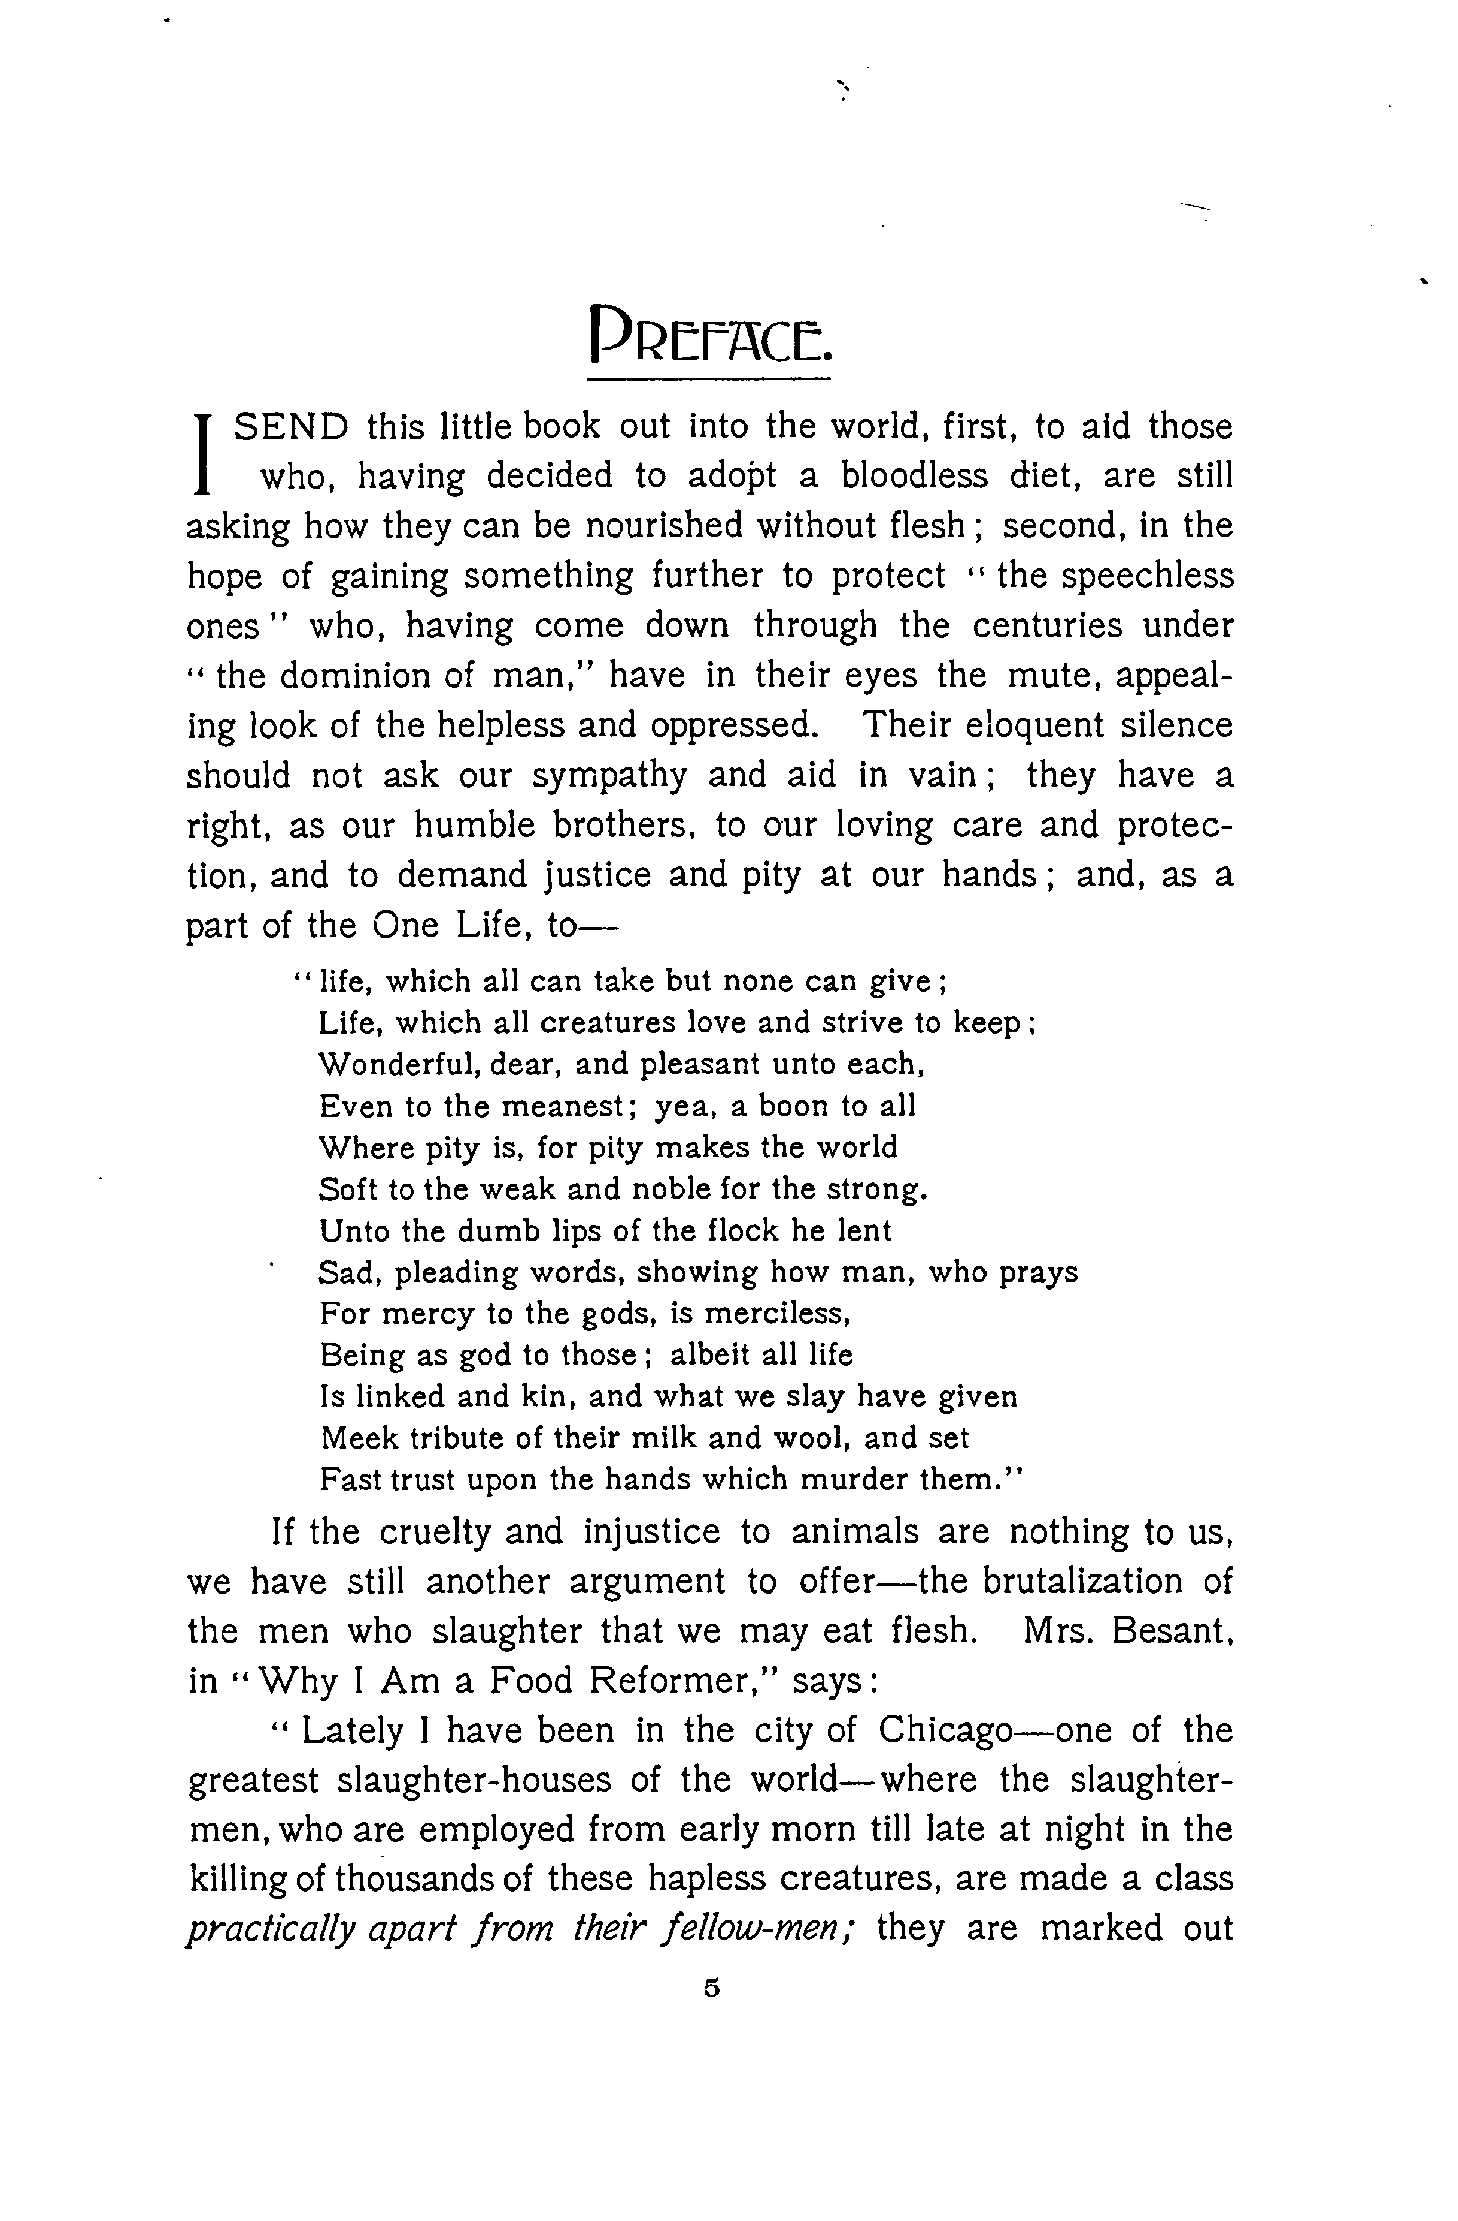 PREFACE.
I SEND this little book out into the world, first, to aid those
who, having decided to adopt a bloodless diet, are still
asking how they can be nourished without flesh; second, in the
hope of gaining something further to protect "the speechless
ones" who, having come down through the centuries under
"the dominion of man," have in their eyes the mute, appeal-
ing look of the helpless and oppressed. Their eloquent silence
should not ask our sympathy and aid in vain; they have a
right, as our humble brothers, to our loving care and protec-
tion, and to demand justice and pity at our hands; and, as a
part of the One Life, to—
"life, which all can take but none can give;
Life, which all creatures love and strive to keep;
Wonderful, dear, and pleasant unto each,
Even to the meanest; yea, a boon to all
Where pity is, for pity makes the world
Soft to the weak and noble for the strong.
Unto the dumb lips of the flock he lent
Sad, pleading words, showing how man, who prays
For mercy to the gods, is merciless,
Being as god to those; albeit all life
Is linked and kin, and what we slay have given
Meek tribute of their milk and wool, and set
Fast trust upon the hands which murder them."
If the cruelty and injustice to animals are nothing to us,
we have still another argument to offer—the brutalization of
the men who slaughter that we may eat flesh. Mrs. Besant,
in "Why I Am a Food Reformer," says:
"Lately I have been in the city of Chicago—one of the
greatest slaughter-houses of the world—where the slaughter-
men, who are employed from early morn till late at night in the
killing of thousands of these hapless creatures, are made a class
practically apart from their fellow-men; they are marked out
5